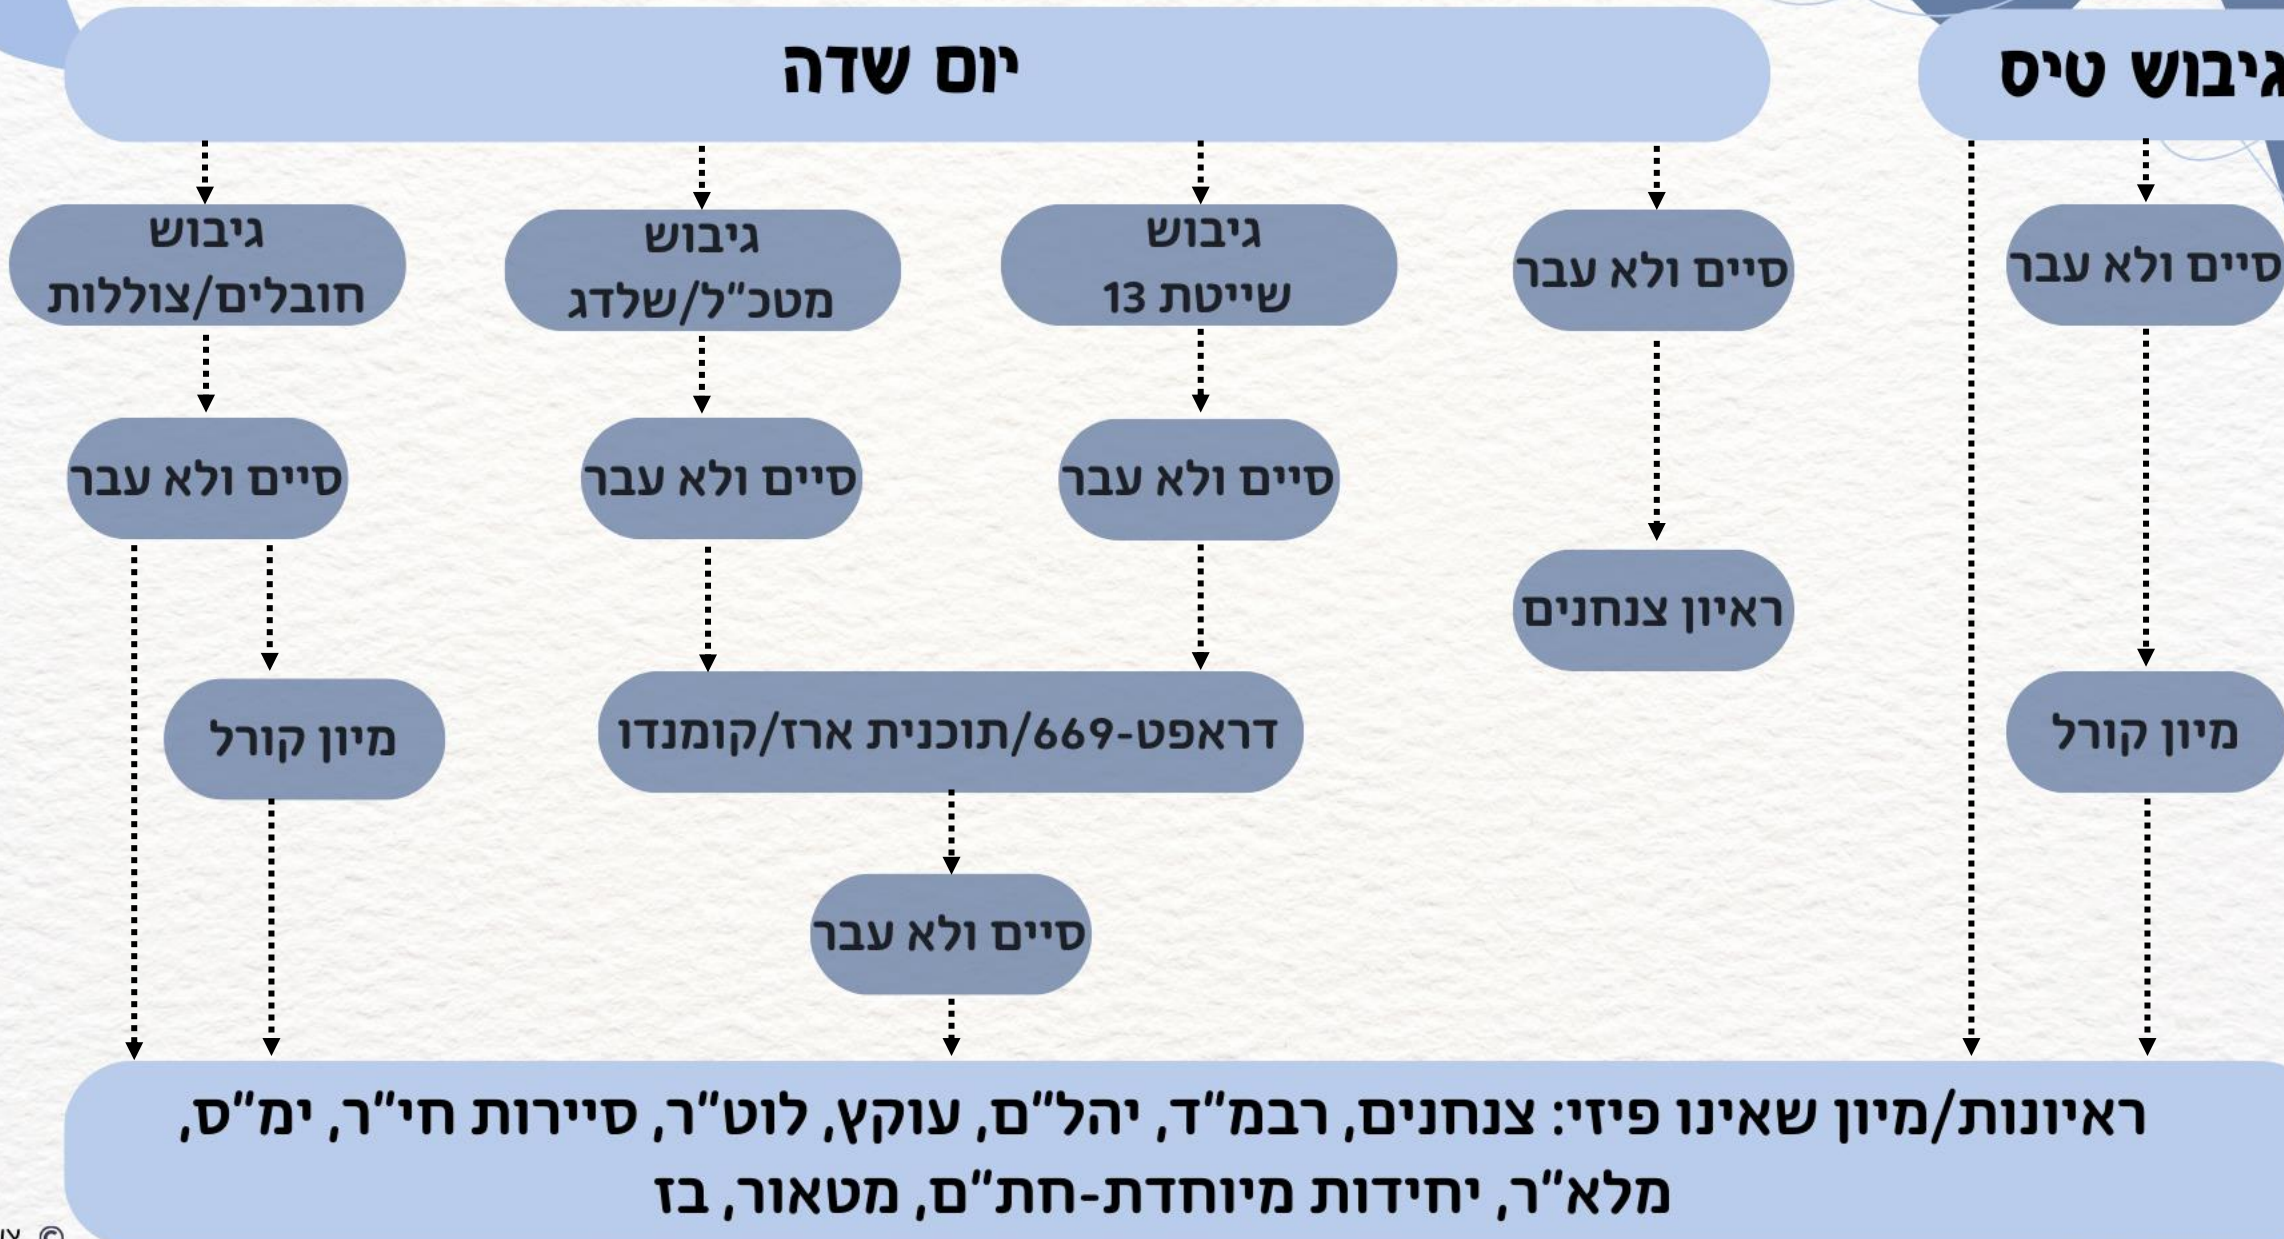 גיבוש טיס
יום שדה
סיים ולא עבר
סיים ולא עבר
גיבוש
שייטת 13
גיבוש
מטכ״ל/שלדג
גיבוש
חובלים/צוללות
סיים ולא עבר
סיים ולא עבר
סיים ולא עבר
ראיון צנחנים
מיון קורל
דראפט-669/תוכנית ארז/קומנדו
מיון קורל
סיים ולא עבר
ראיונות/מיון שאינו פיזי: צנחנים, רבמ״ד, יהל״ם, עוקץ, לוט״ר, סיירות חי״ר, ימ״ס,
מלא״ר, יחידות מיוחדת-חת״ם, מטאור, בז
©